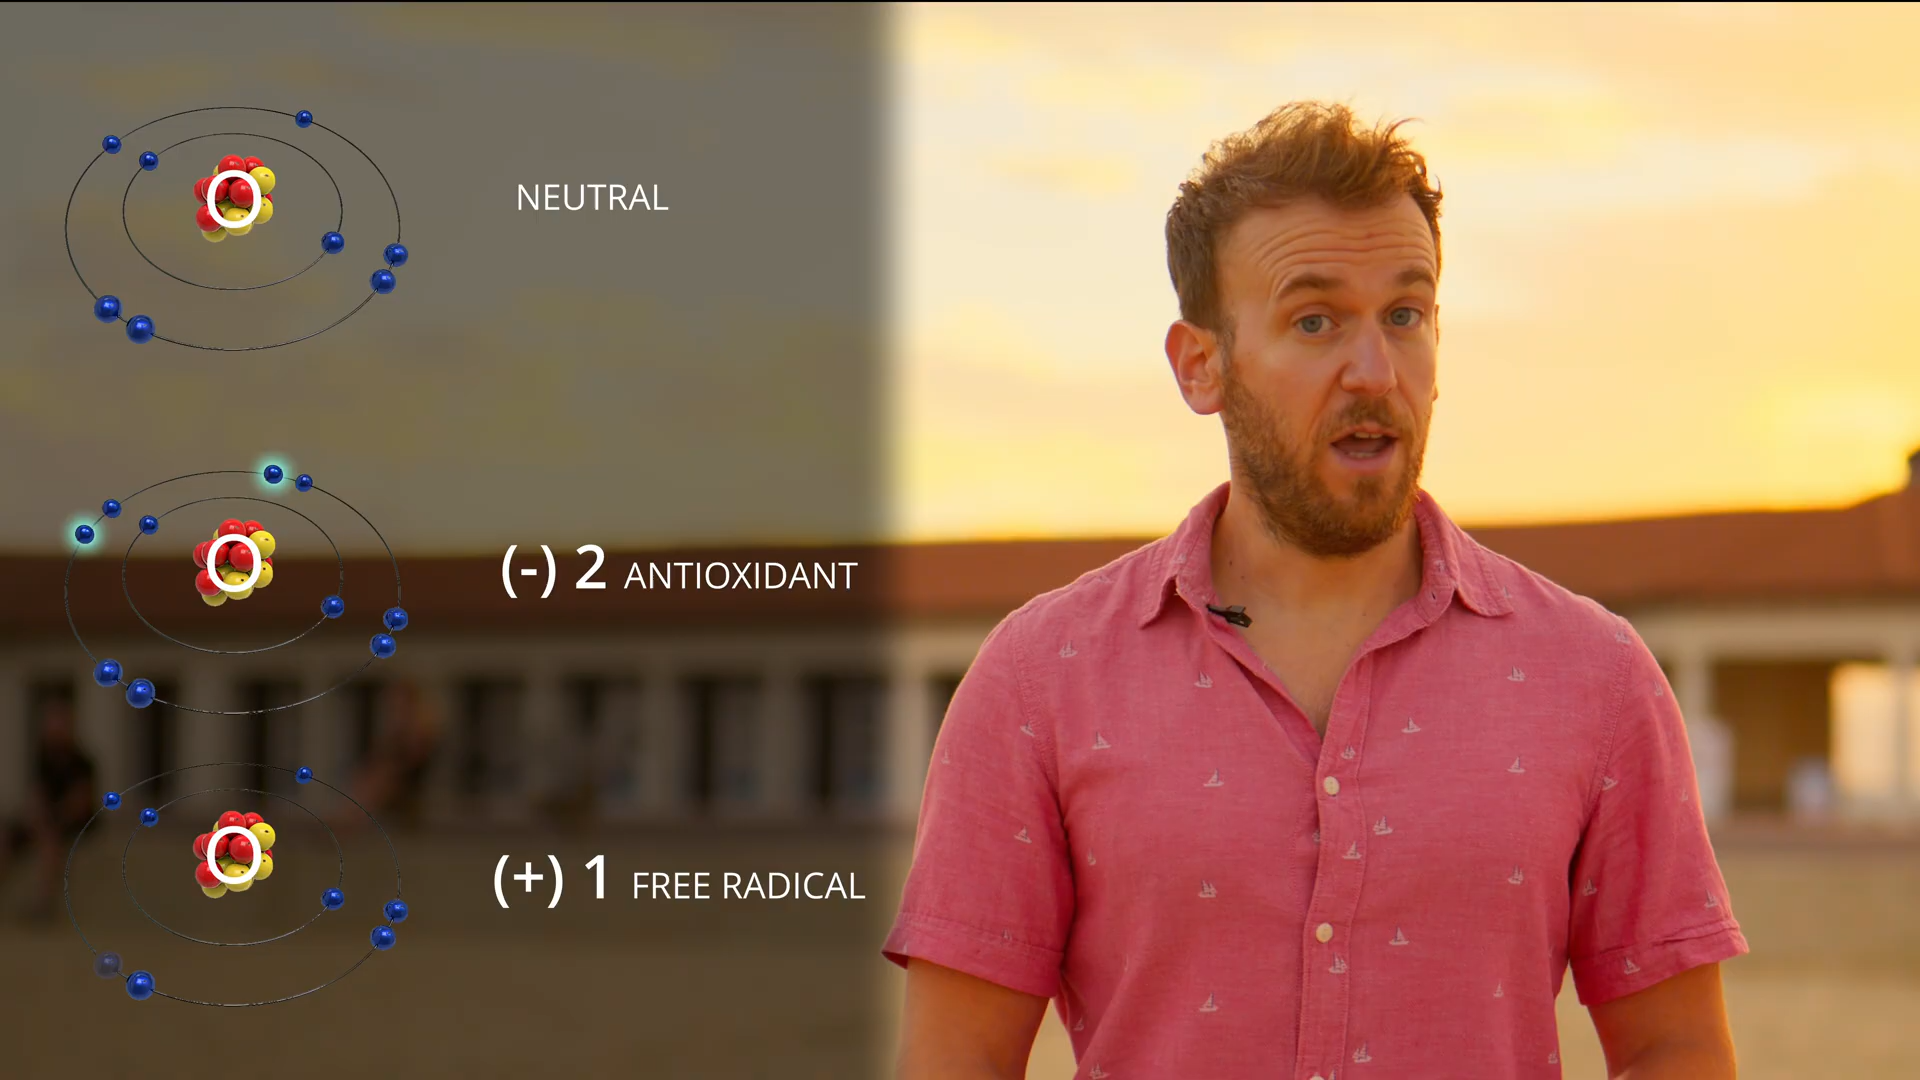 O
NEUTRAL
O
(-) 2 ANTIOXIDANT
O
(+) 1 FREE RADICAL